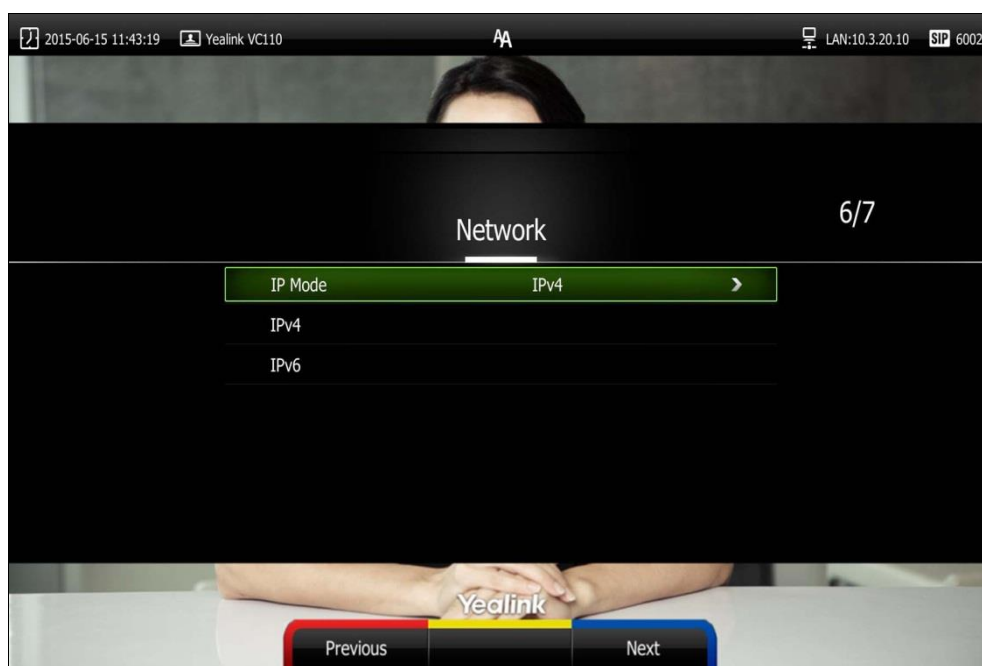 2015-06-15 11:43:19 Yealink VC110 AA LAN:10.3.20.10 SIP 6002
6/7
Network
IP Mode IPv4
IPv4
IPv6
Yealink
Previous Next